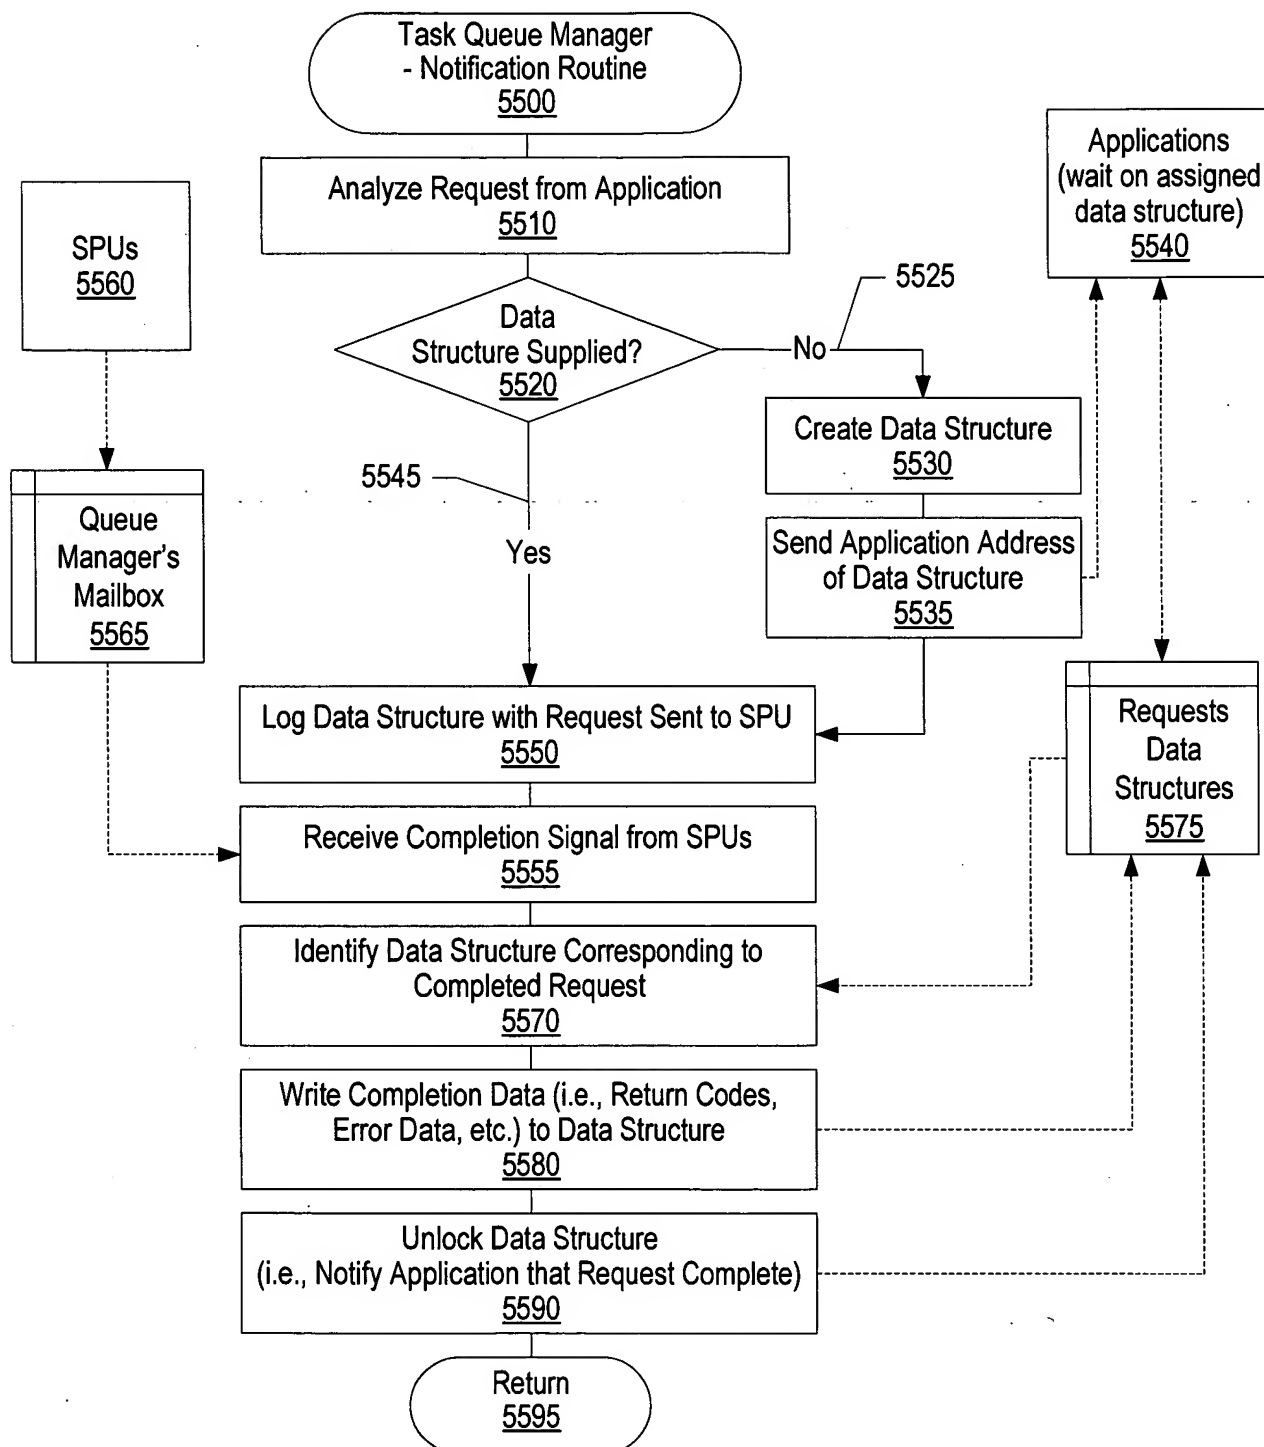 Task Queue Manager
- Notification Routine
5500
Analyze Request from Application
5510
Applications
(wait on assigned
data structure)
5540
SPUs
5560
5525
Data
Structure Supplied?
5520
No
Create Data Structure
5530
5545
Queue
Manager's
Mailbox
5565
Yes
Send Application Address
of Data Structure
5535
Log Data Structure with Request Sent to SPU
5550
Requests
Data
Structures
5575
Receive Completion Signal from SPUs
5555
Identify Data Structure Corresponding to
Completed Request
5570
Write Completion Data (i.e., Return Codes,
Error Data, etc.) to Data Structure
5580
Unlock Data Structure
(i.e., Notify Application that Request Complete)
5590
Return
5595